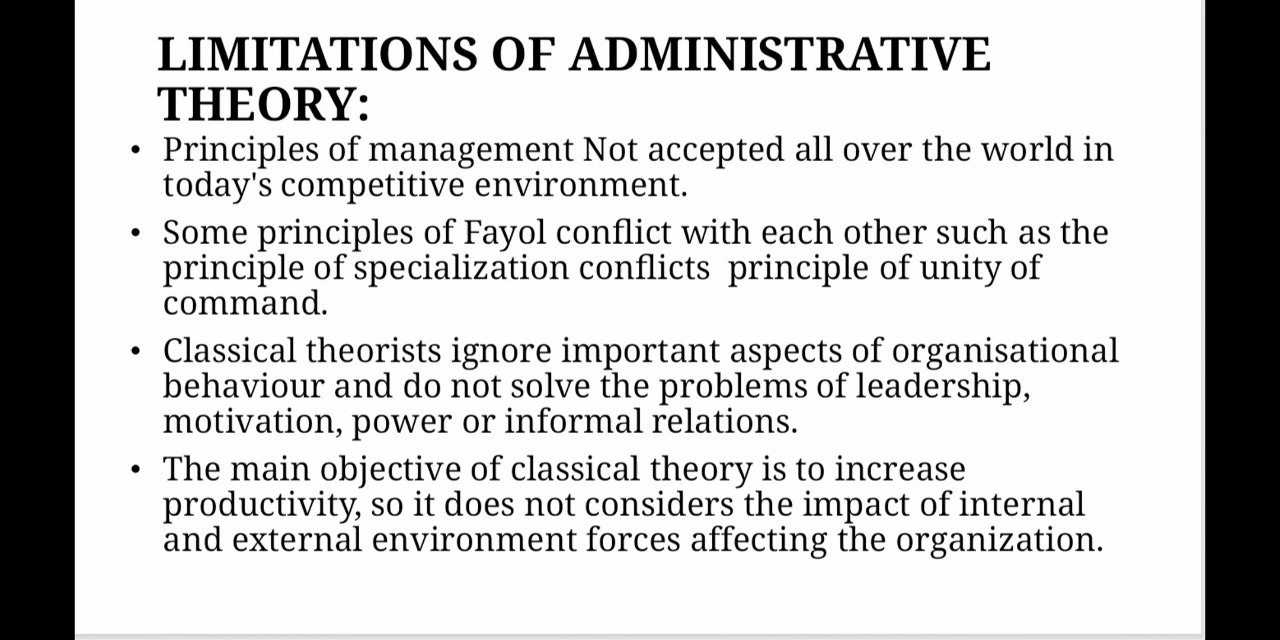 LIMITATIONS OF ADMINISTRATIVE
THEORY:
• Principles of management Not accepted all over the world in
today's competitive environment.
• Some principles of Fayol conflict with each other such as the
principle of specialization conflicts  principle of unity of
command.
• Classical theorists ignore important aspects of organisational
behaviour and do not solve the problems of leadership,
motivation, power or informal relations.
• The main objective of classical theory is to increase
productivity, so it does not considers the impact of internal
and external environment forces affecting the organization.